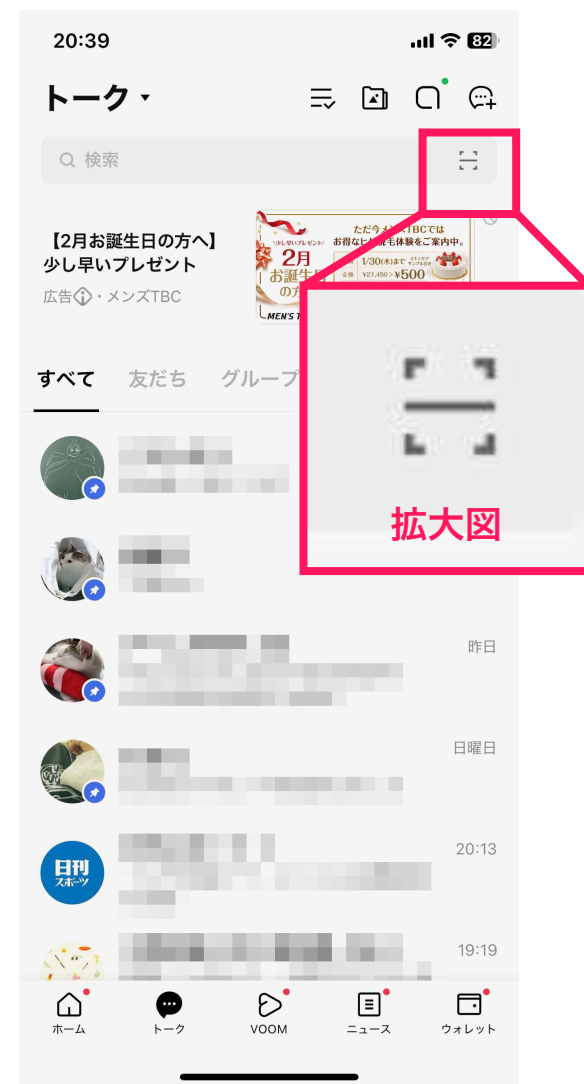 20:39
82
トーク
検索
【2月お誕生日の方へ】
少し早いプレゼント
広告・メンズTBC
少し早いプレゼント
2月
お誕生日
の方
MEN'S T
ただ今メンズTBCでは
お得なヒゲ脱毛体験をご案内中。
1/30(木)まで
¥21,450 > ¥500
すべて
友だち
グループ
拡大図
昨日
日曜日
日刊
スポーツ
20:13
19:19
ホーム
トーク
VOOM
ニュース
ウォレット